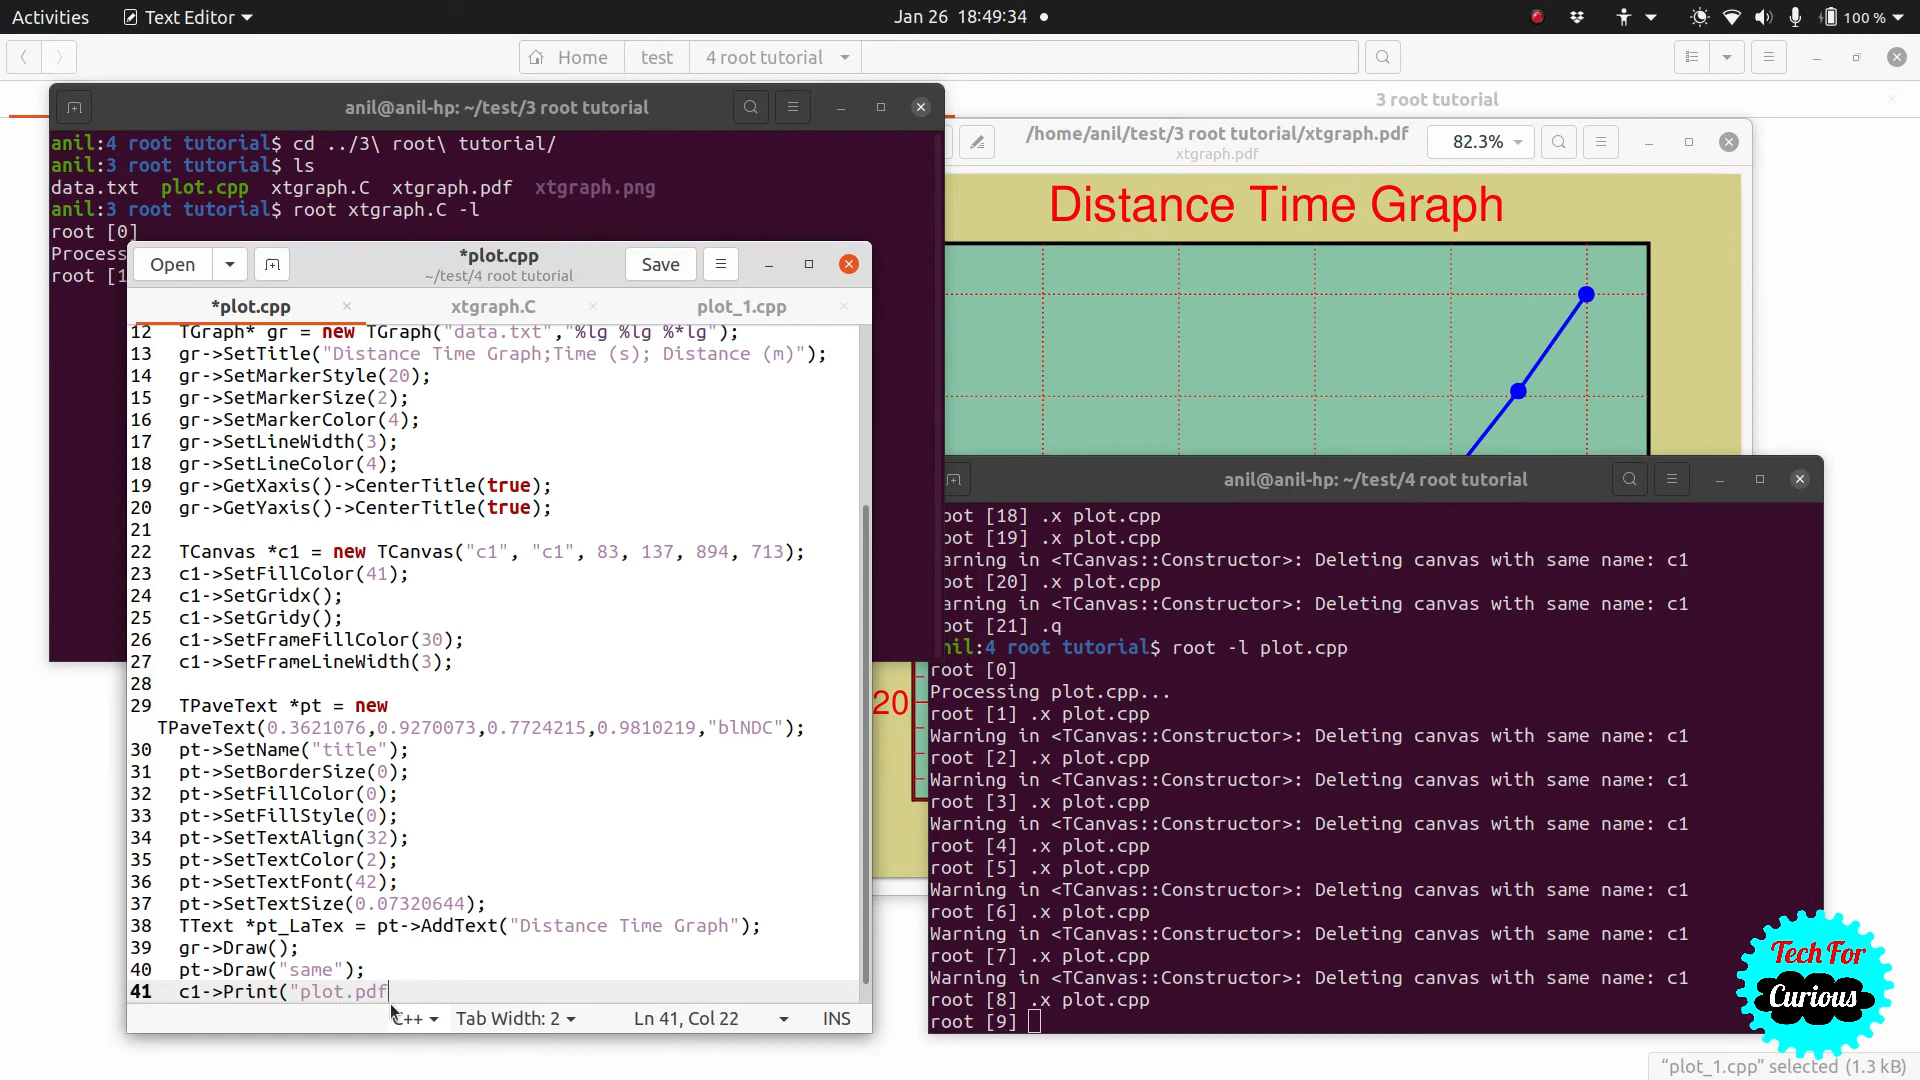 Activities Text Editor Jan 26 18:49:34 100 %
Home test 4 root tutorial
3 root tutorial
anil@anil-hp: ~/test/3 root tutorial
anil:4 root tutorial$ cd ../3\ root\ tutorial/
anil:3 root tutorial$ ls
data.txt plot.cpp xtgraph.C xtgraph.pdf xtgraph.png
anil:3 root tutorial$ root xtgraph.C -l
root [0]
Process
root [1
/home/anil/test/3 root tutorial/xtgraph.pdf
xtgraph.pdf
82.3%
Distance Time Graph
20
Open *plot.cpp Save
~/test/4 root tutorial
*plot.cpp xtgraph.C plot_1.cpp
12 TGraph* gr = new TGraph("data.txt","%lg %lg %*lg");
13 gr->SetTitle("Distance Time Graph;Time (s); Distance (m)");
14 gr->SetMarkerStyle(20);
15 gr->SetMarkerSize(2);
16 gr->SetMarkerColor(4);
17 gr->SetLineWidth(3);
18 gr->SetLineColor(4);
19 gr->GetXaxis()->CenterTitle(true);
20 gr->GetYaxis()->CenterTitle(true);
21
22 TCanvas *c1 = new TCanvas("c1", "c1", 83, 137, 894, 713);
23 c1->SetFillColor(41);
24 c1->SetGridx();
25 c1->SetGridy();
26 c1->SetFrameFillColor(30);
27 c1->SetFrameLineWidth(3);
28
29 TPaveText *pt = new
TPaveText(0.3621076,0.9270073,0.7724215,0.9810219,"blNDC");
30 pt->SetName("title");
31 pt->SetBorderSize(0);
32 pt->SetFillColor(0);
33 pt->SetFillStyle(0);
34 pt->SetTextAlign(32);
35 pt->SetTextColor(2);
36 pt->SetTextFont(42);
37 pt->SetTextSize(0.07320644);
38 TText *pt_LaTex = pt->AddText("Distance Time Graph");
39 gr->Draw();
40 pt->Draw("same");
41 c1->Print("plot.pdf
C++ Tab Width: 2 Ln 41, Col 22 INS
anil@anil-hp: ~/test/4 root tutorial
oot [18] .x plot.cpp
oot [19] .x plot.cpp
arning in <TCanvas::Constructor>: Deleting canvas with same name: c1
oot [20] .x plot.cpp
arning in <TCanvas::Constructor>: Deleting canvas with same name: c1
oot [21] .q
nil:4 root tutorial$ root -l plot.cpp
root [0]
Processing plot.cpp...
root [1] .x plot.cpp
Warning in <TCanvas::Constructor>: Deleting canvas with same name: c1
root [2] .x plot.cpp
Warning in <TCanvas::Constructor>: Deleting canvas with same name: c1
root [3] .x plot.cpp
Warning in <TCanvas::Constructor>: Deleting canvas with same name: c1
root [4] .x plot.cpp
root [5] .x plot.cpp
Warning in <TCanvas::Constructor>: Deleting canvas with same name: c1
root [6] .x plot.cpp
Warning in <TCanvas::Constructor>: Deleting canvas with same name: c1
root [7] .x plot.cpp
Warning in <TCanvas::Constructor>: Deleting canvas with same name: c1
root [8] .x plot.cpp
root [9]
Tech For
Curious
"plot_1.cpp" selected (1.3 kB)